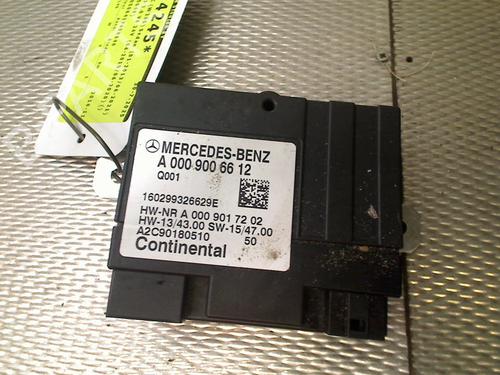 4245*
MERCEDES-BENZ
A 000 900 66 12
Q001
160299326629E
HW-NR A 000 901 72 02
HW-13/43.00 SW-15/47.00
A2C90180510 50
Continental